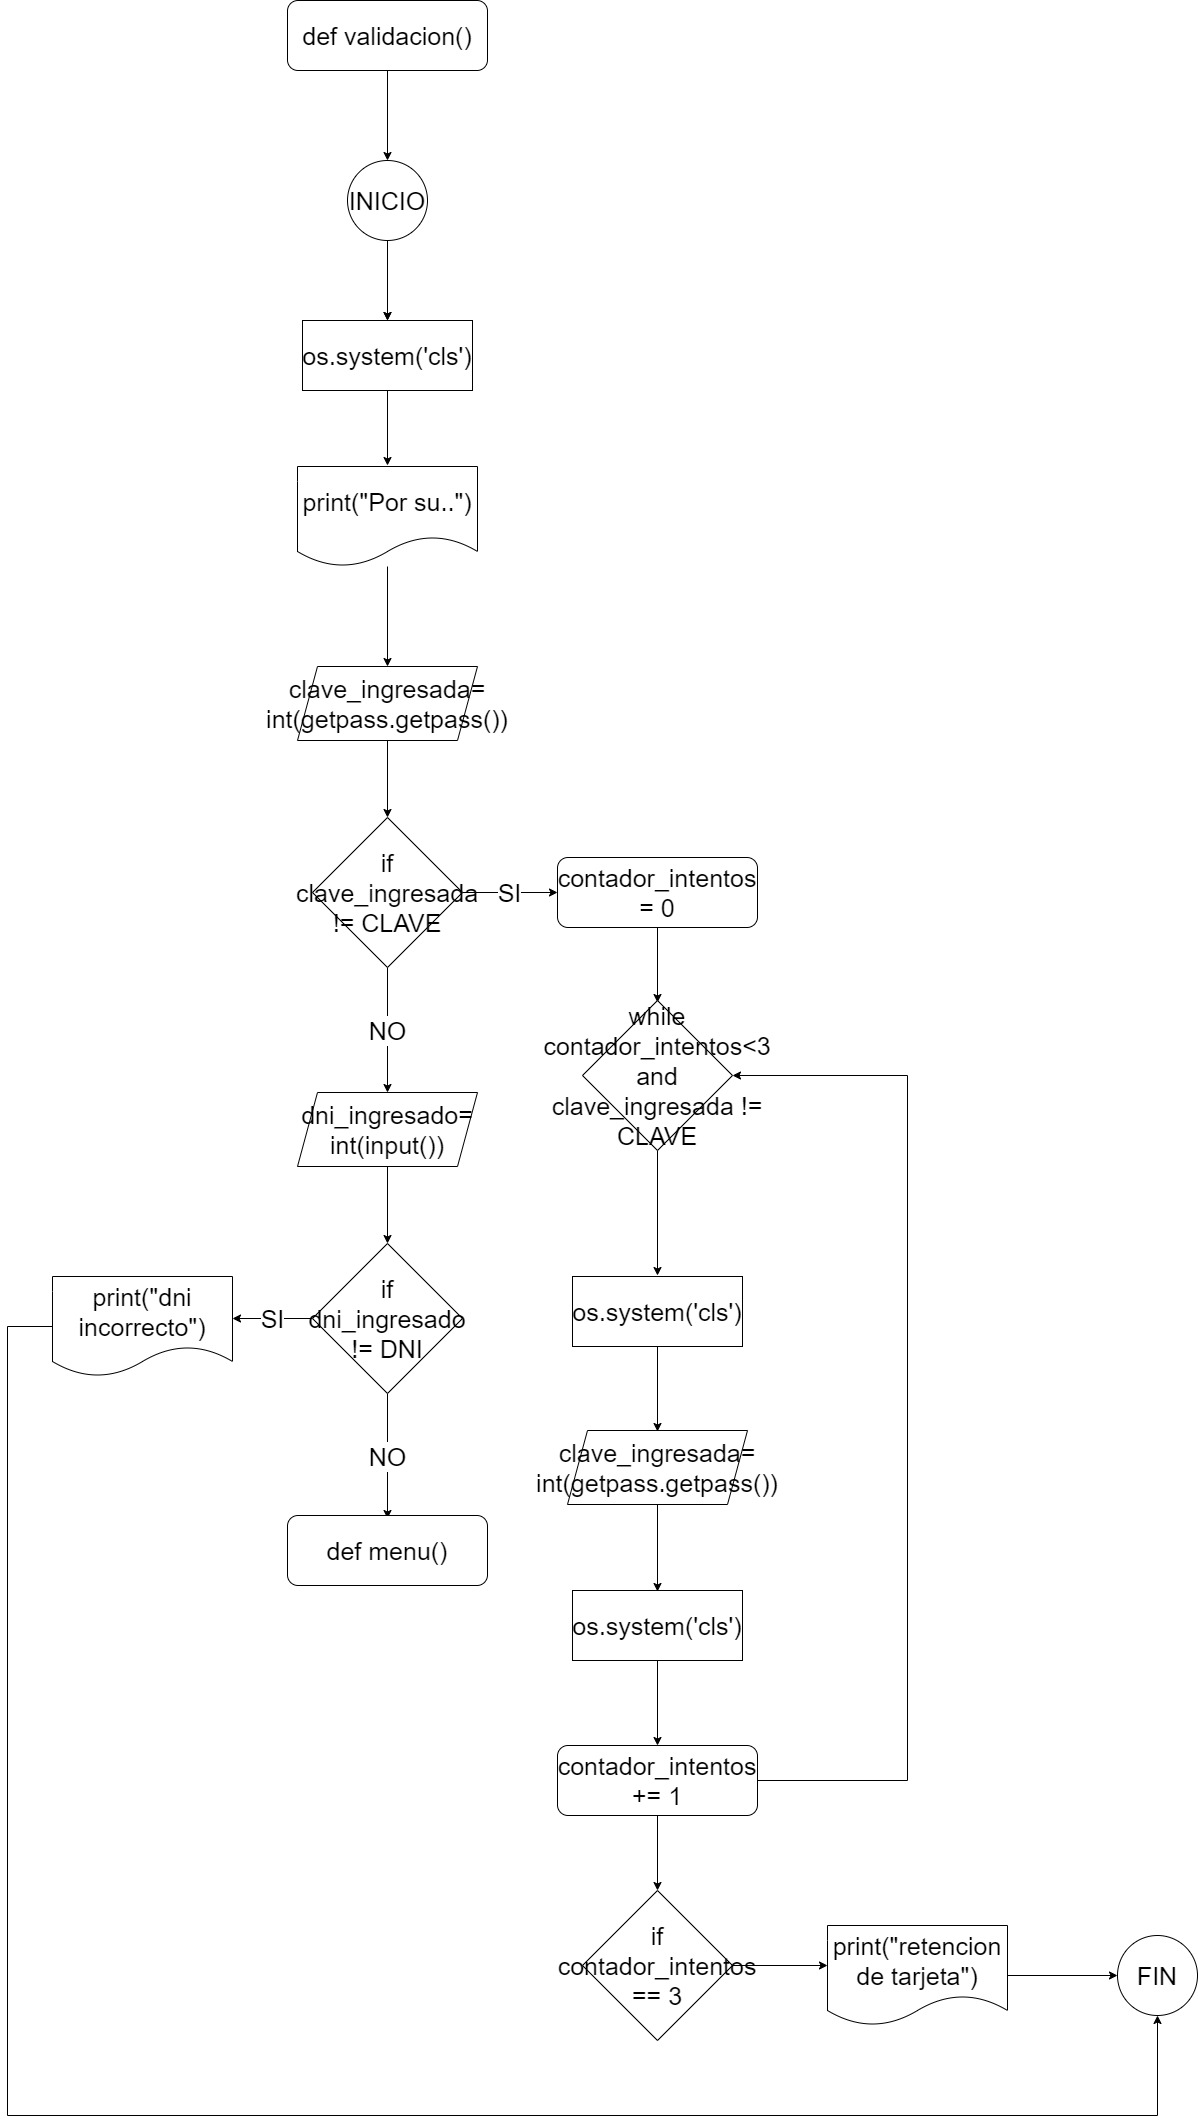 def validacion()
INICIO
os.system('cls')
print("Por su..")
clave_ingresada=
int(getpass.getpass())
if
clave_ingresada
!= CLAVE
SI
contador_intentos
= 0
NO
while
contador_intentos<3
and
clave_ingresada !=
CLAVE
dni_ingresado=
int(input())
if
dni_ingresado
!= DNI
SI
print("dni
incorrecto")
NO
def menu()
os.system('cls')
clave_ingresada=
int(getpass.getpass())
os.system('cls')
contador_intentos
+= 1
if
contador_intentos
== 3
print("retencion
de tarjeta")
FIN